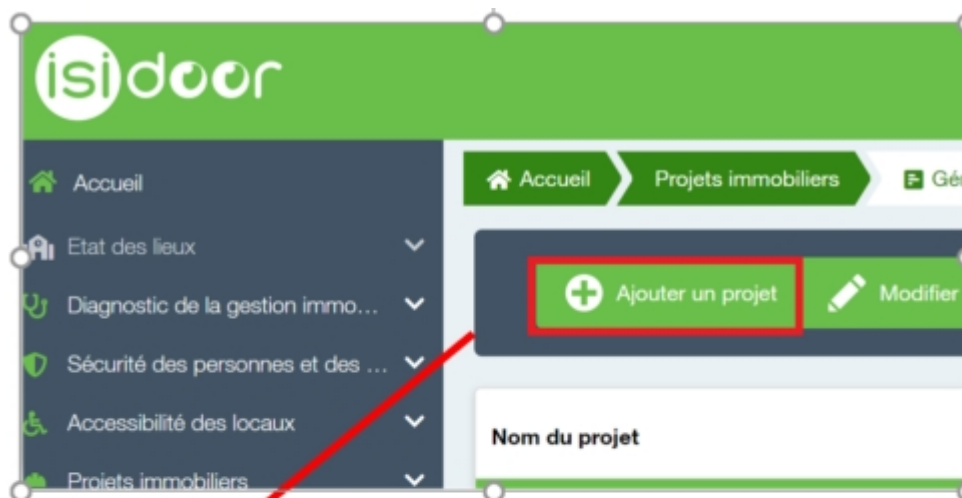 isidoor
Accueil
Etat des lieux
Diagnostic de la gestion immo...
Sécurité des personnes et des ...
Accessibilité des locaux
Projets immobiliers
Accueil
Projets immobiliers
Gé
Ajouter un projet
Modifier
Nom du projet